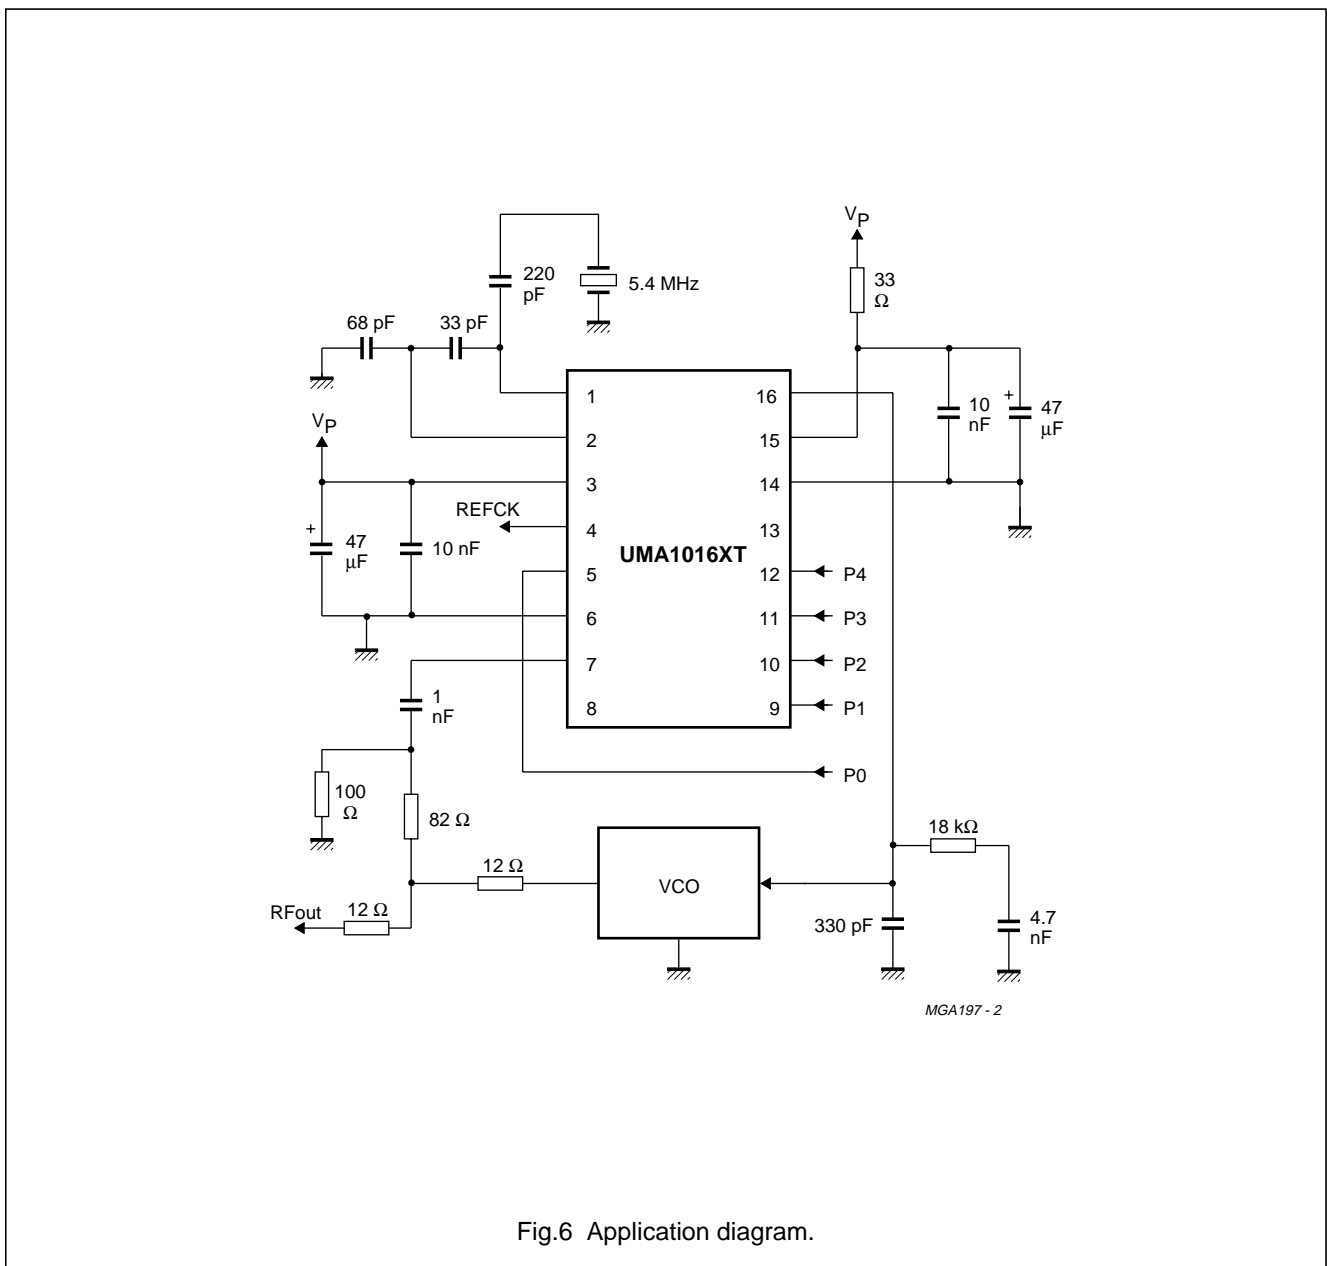 VP
220
pF
5.4 MHz
33
Ω
68 pF
33 pF
1
16
10
nF
+
47
μF
VP
2
15
3
14
REFCK
4
13
+
47
μF
10 nF
UMA1016XT
5
12
P4
6
11
P3
7
10
P2
1
nF
8
9
P1
P0
100
Ω
82 Ω
18 kΩ
12 Ω
VCO
RFout
12 Ω
330 pF
4.7
nF
MGA197 - 2
Fig.6 Application diagram.